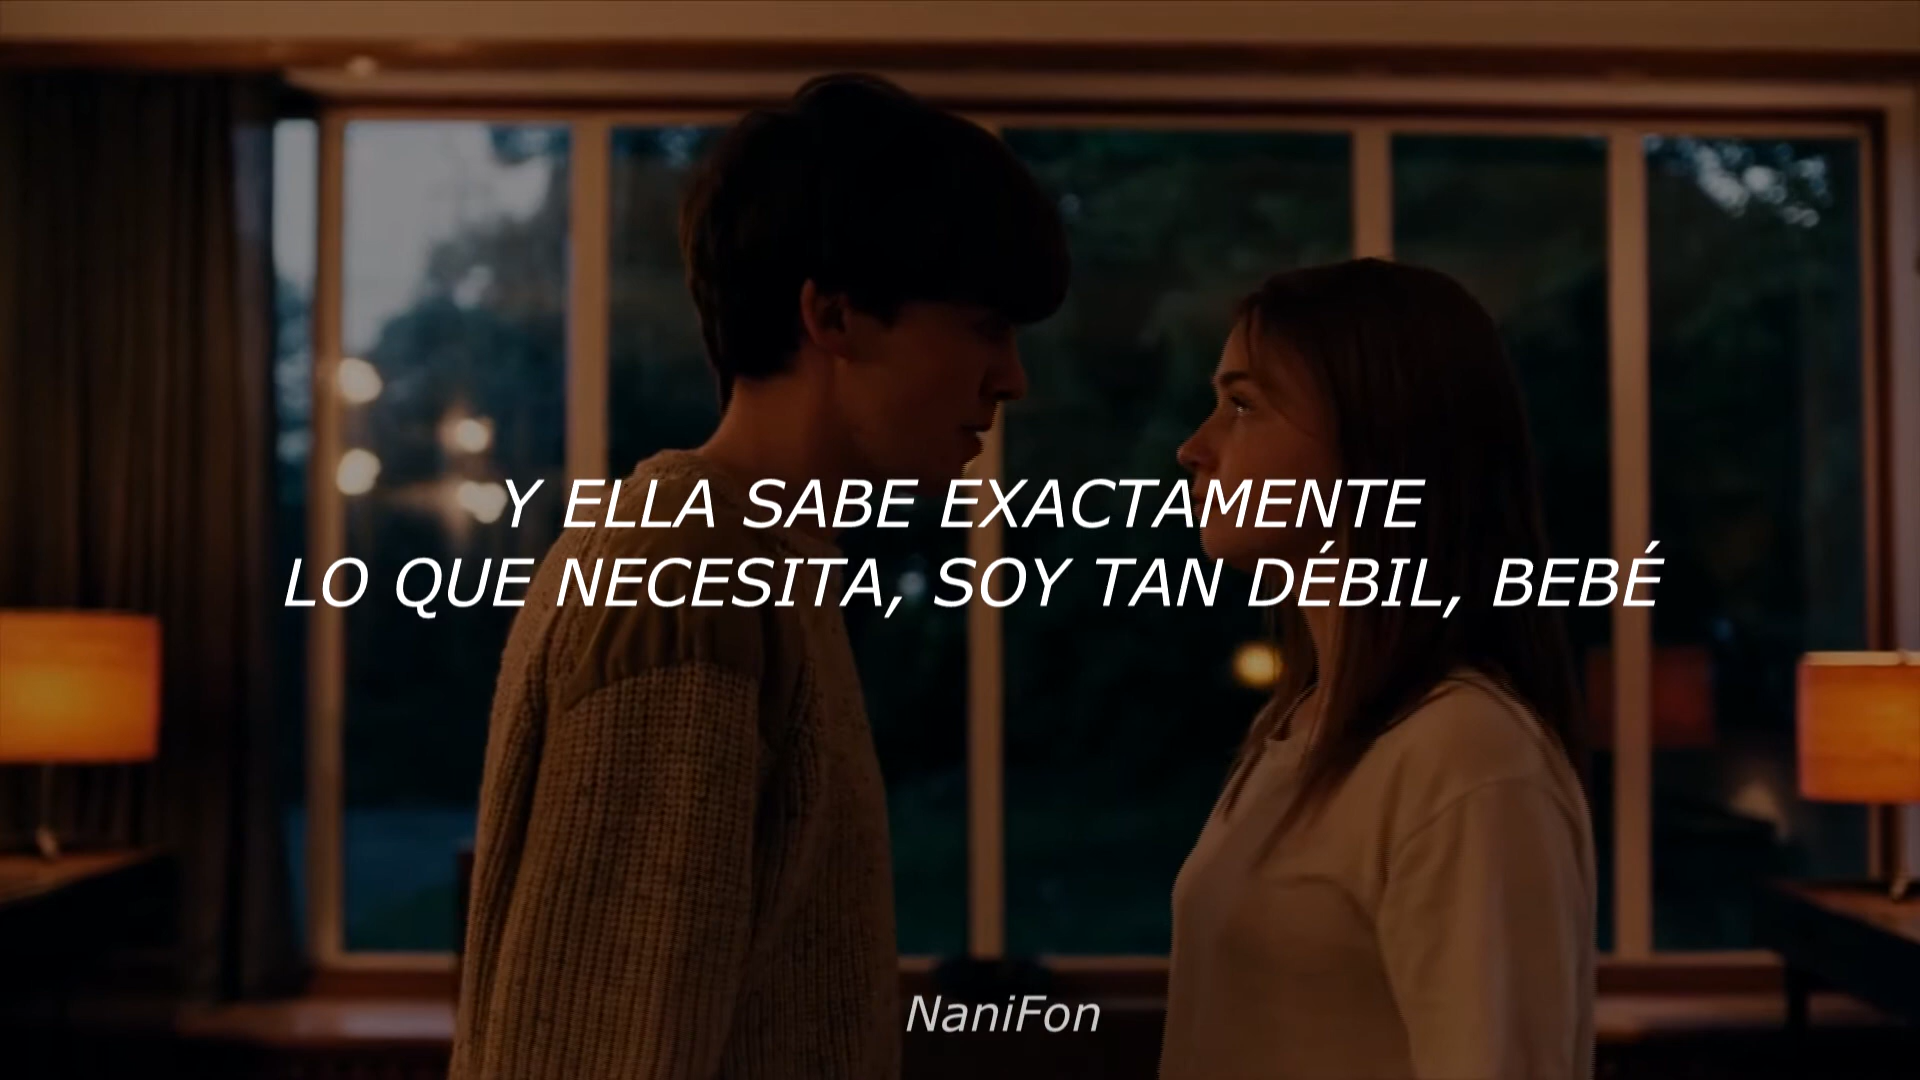 Y ELLA SABE EXACTAMENTE
LO QUE NECESITA, SOY TAN DÉBIL, BEBÉ
NaniFon